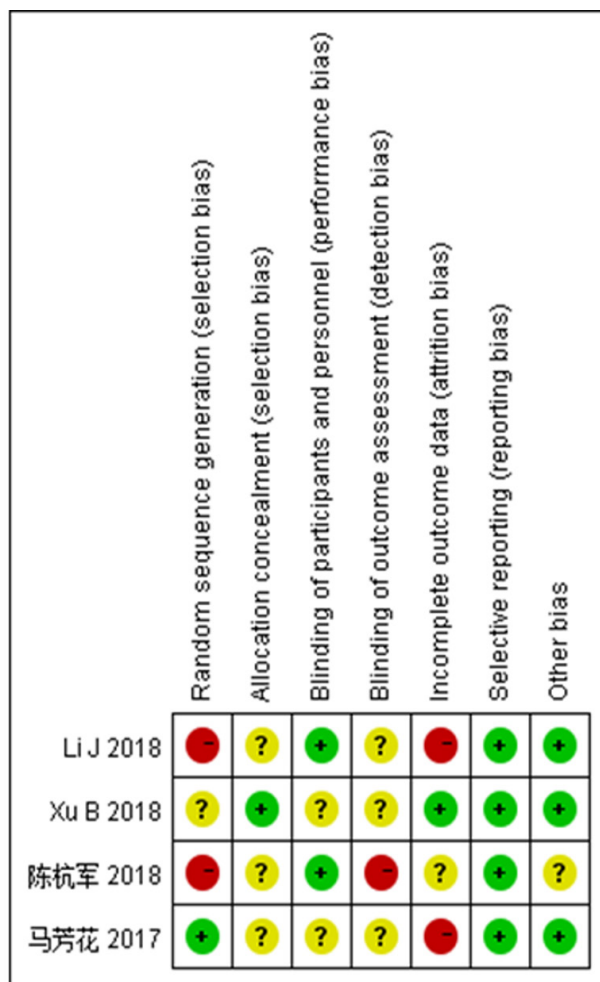 Random sequence generation (selection bias)
Allocation concealment (selection bias)
Blinding of participants and personnel (performance bias)
Blinding of outcome assessment (detection bias)
Incomplete outcome data (attrition bias)
Selective reporting (reporting bias)
Other bias
Li J 2018 - ? + ? - + +
Xu B 2018 ? + ? ? + + +
陈杭军 2018 - ? + - ? + ?
马芳花 2017 + ? ? ? - + +